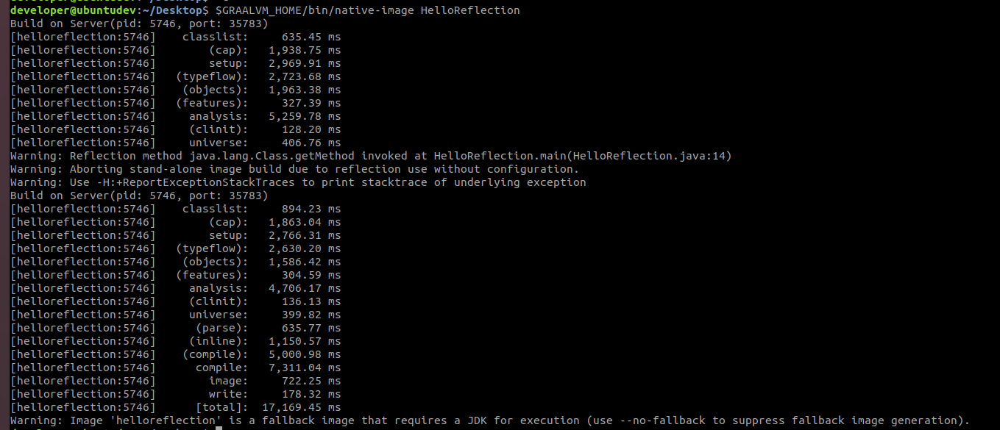 developer@ubuntudev:~/Desktop$ $GRAALVM_HOME/bin/native-image HelloReflection
Build on Server(pid: 5746, port: 35783)
[helloreflection:5746]    classlist:     635.45 ms
[helloreflection:5746]        (cap):   1,938.75 ms
[helloreflection:5746]        setup:   2,969.91 ms
[helloreflection:5746]   (typeflow):   2,723.68 ms
[helloreflection:5746]    (objects):   1,963.38 ms
[helloreflection:5746]   (features):     327.39 ms
[helloreflection:5746]     analysis:   5,259.78 ms
[helloreflection:5746]     (clinit):     128.20 ms
[helloreflection:5746]     universe:     406.76 ms
Warning: Reflection method java.lang.Class.getMethod invoked at HelloReflection.main(HelloReflection.java:14)
Warning: Aborting stand-alone image build due to reflection use without configuration.
Warning: Use -H:+ReportExceptionStackTraces to print stacktrace of underlying exception
Build on Server(pid: 5746, port: 35783)
[helloreflection:5746]    classlist:     894.23 ms
[helloreflection:5746]        (cap):   1,863.04 ms
[helloreflection:5746]        setup:   2,766.31 ms
[helloreflection:5746]   (typeflow):   2,630.20 ms
[helloreflection:5746]    (objects):   1,586.42 ms
[helloreflection:5746]   (features):     304.59 ms
[helloreflection:5746]     analysis:   4,706.17 ms
[helloreflection:5746]     (clinit):     136.13 ms
[helloreflection:5746]     universe:     399.82 ms
[helloreflection:5746]      (parse):     635.77 ms
[helloreflection:5746]     (inline):   1,150.57 ms
[helloreflection:5746]    (compile):   5,000.98 ms
[helloreflection:5746]      compile:   7,311.04 ms
[helloreflection:5746]        image:     722.25 ms
[helloreflection:5746]        write:     178.32 ms
[helloreflection:5746]      [total]:  17,169.45 ms
Warning: Image 'helloreflection' is a fallback image that requires a JDK for execution (use --no-fallback to suppress fallback image generation).